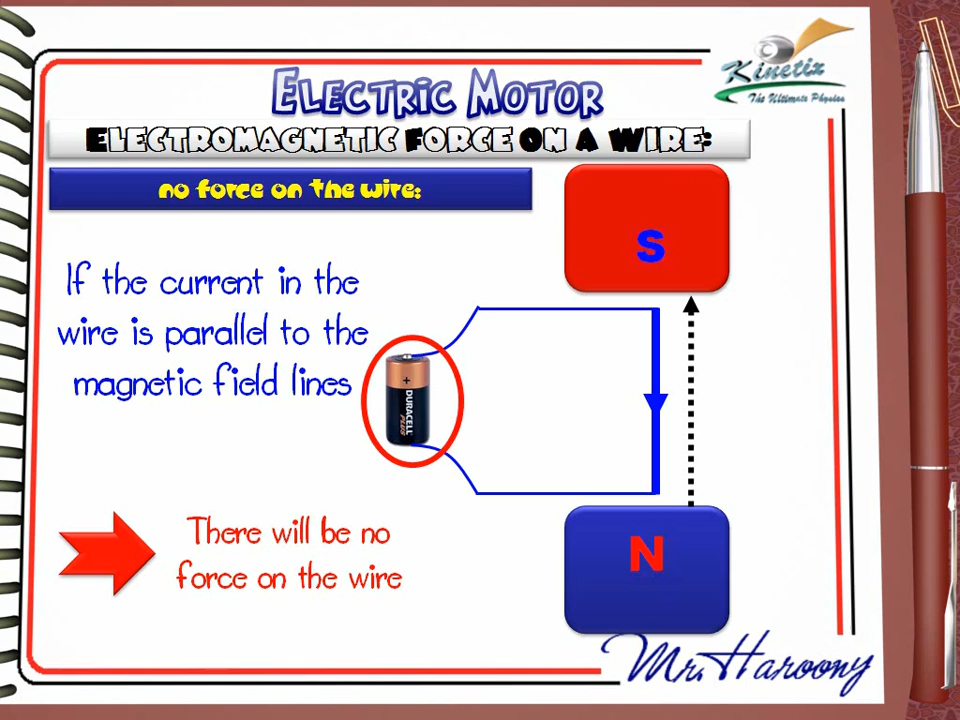 Electric Motor
Kinetix
The Ultimate Physics
Electromagnetic Force on a Wire:
no force on the wire:
S
If the current in the
wire is parallel to the
magnetic field lines
+
DURACELL
PLUS
There will be no
force on the wire
N
Mr. Haroony